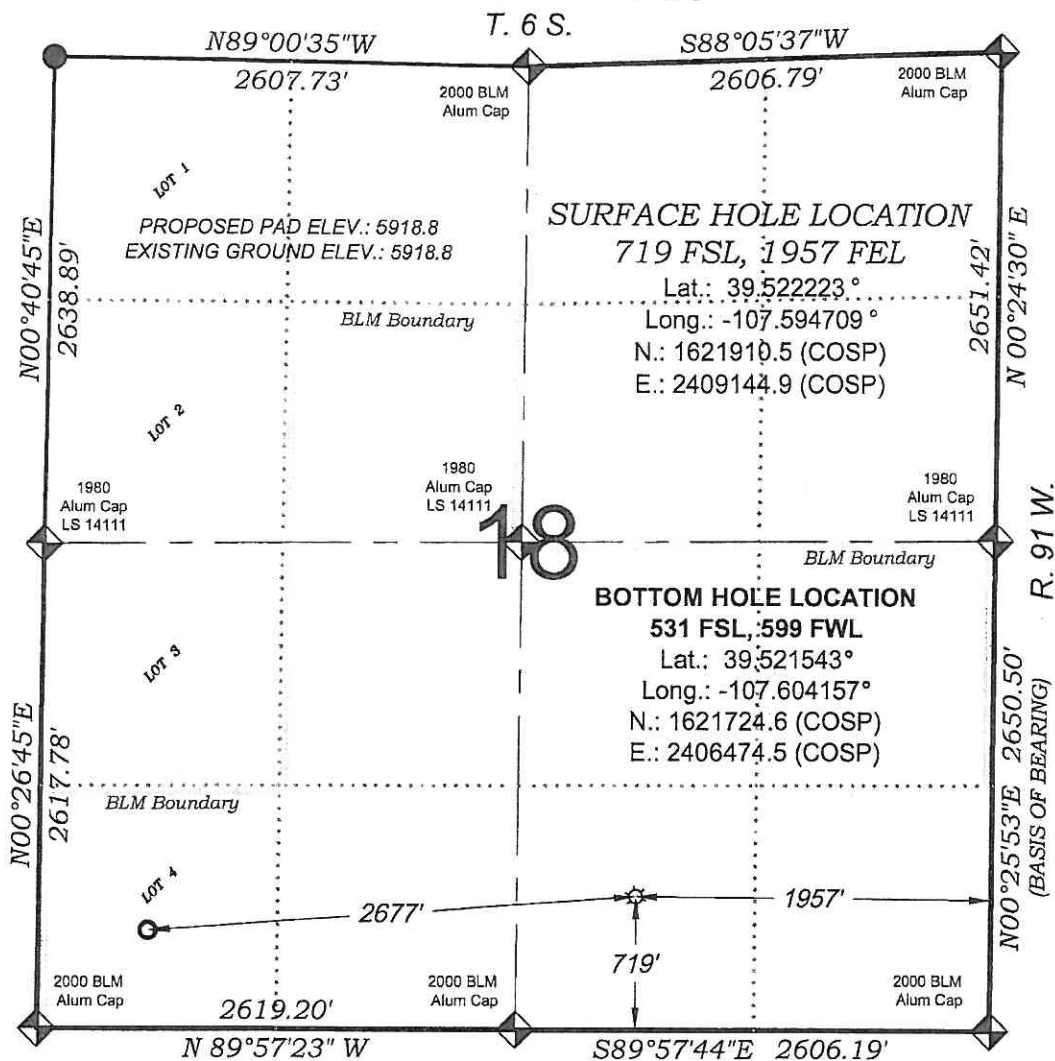 T. 6 S.
N89°00'35"W
2607.73'
S88°05'37"W
2606.79'
2000 BLM
Alum Cap
2000 BLM
Alum Cap
LOT 1
PROPOSED PAD ELEV.: 5918.8
EXISTING GROUND ELEV.: 5918.8
SURFACE HOLE LOCATION
719 FSL, 1957 FEL
Lat.: 39.522223°
Long.: -107.594709°
N.: 1621910.5 (COSP)
E.: 2409144.9 (COSP)
N00°40'45"E
2638.89'
2651.42'
N 00°24'30" E
BLM Boundary
LOT 2
1980
Alum Cap
LS 14111
1980
Alum Cap
LS 14111
1980
Alum Cap
LS 14111
18
BLM Boundary
R. 91 W.
BOTTOM HOLE LOCATION
531 FSL, 599 FWL
Lat.: 39.521543°
Long.: -107.604157°
N.: 1621724.6 (COSP)
E.: 2406474.5 (COSP)
LOT 3
N00°26'45"E
2617.78'
N00°25'53"E 2650.50'
(BASIS OF BEARING)
BLM Boundary
LOT 4
2677'
1957'
719'
2000 BLM
Alum Cap
2000 BLM
Alum Cap
2000 BLM
Alum Cap
2619.20'
N 89°57'23" W
S89°57'44"E 2606.19'